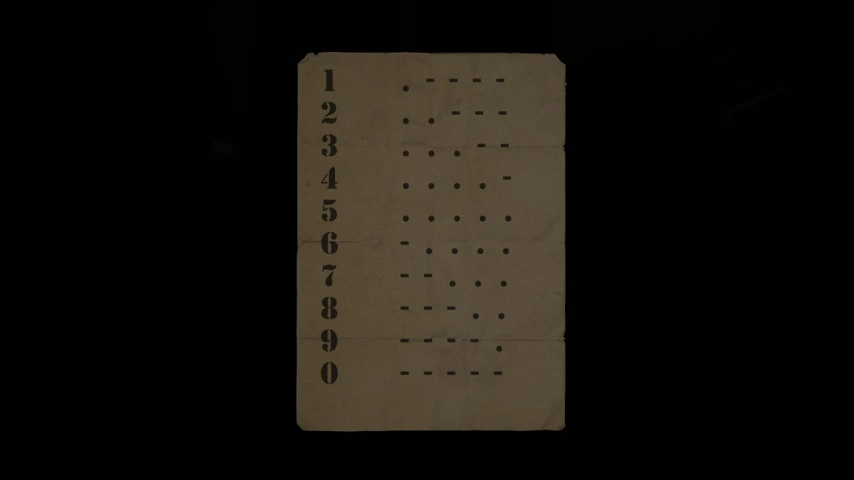 1 . - - - -
2 . . - - -
3 . . . - -
4 . . . . -
5 . . . . .
6 - . . . .
7 - - . . .
8 - - - . .
9 - - - - .
0 - - - - -